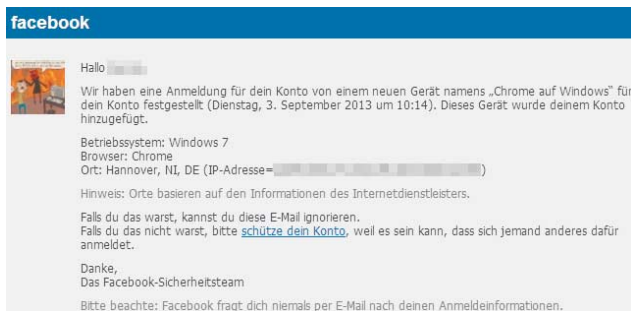 facebook
Hallo
Wir haben eine Anmeldung für dein Konto von einem neuen Gerät namens „Chrome auf Windows“ für
dein Konto festgestellt (Dienstag, 3. September 2013 um 10:14). Dieses Gerät wurde deinem Konto
hinzugefügt.
Betriebssystem: Windows 7
Browser: Chrome
Ort: Hannover, NI, DE (IP-Adresse= )
Hinweis: Orte basieren auf den Informationen des Internetdienstleisters.
Falls du das warst, kannst du diese E-Mail ignorieren.
Falls du das nicht warst, bitte schütze dein Konto, weil es sein kann, dass sich jemand anderes dafür
anmeldet.
Danke,
Das Facebook-Sicherheitsteam
Bitte beachte: Facebook fragt dich niemals per E-Mail nach deinen Anmeldeinformationen.